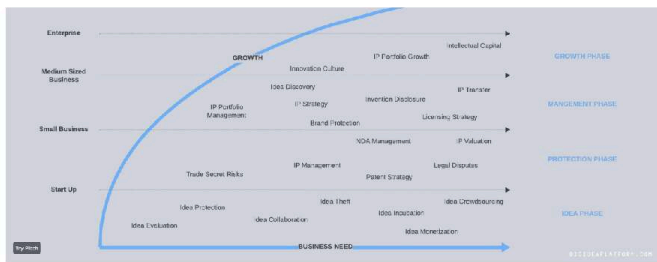 Enterprise
Intellectual Capital
GROWTH
IP Portfolio Growth
GROWTH PHASE
Innovation Culture
Medium Sized
Business
Idea Discovery
IP Transfer
Invention Disclosure
IP Strategy
IP Portfolio
Management
MANGEMENT PHASE
Licensing Strategy
Brand Protection
Small Business
NDA Management
IP Valuation
PROTECTION PHASE
IP Management
Legal Disputes
Trade Secret Risks
Patent Strategy
Start Up
Idea Theft
Idea Crowdsourcing
Idea Protection
Idea Incubation
IDEA PHASE
Idea Collaboration
Idea Evaluation
Idea Monetization
Try Pitch
BUSINESS NEED